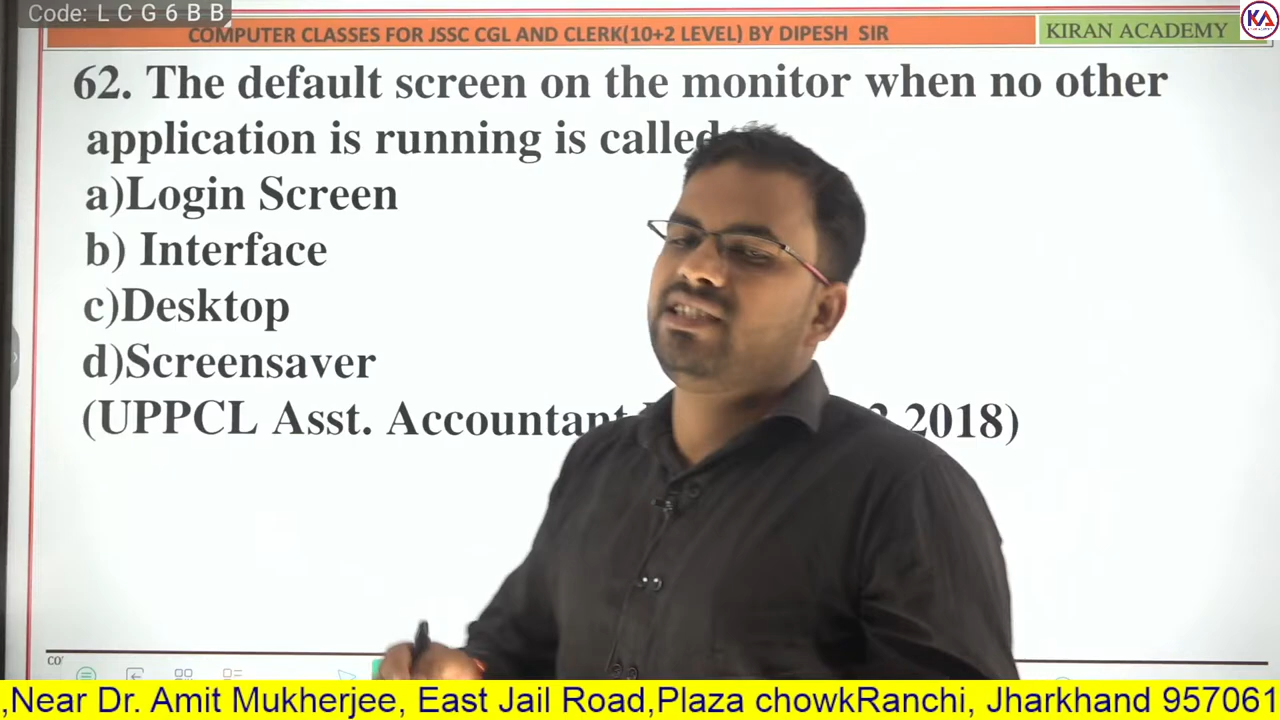 Code: L C G 6 B B
COMPUTER CLASSES FOR JSSC CGL AND CLERK(10+2 LEVEL) BY DIPESH SIR
KIRAN ACADEMY
KA
62. The default screen on the monitor when no other
application is running is called
a)Login Screen
b) Interface
c)Desktop
d)Screensaver
(UPPCL Asst. Accountant 2018)
,Near Dr. Amit Mukherjee, East Jail Road,Plaza chowkRanchi, Jharkhand 957061